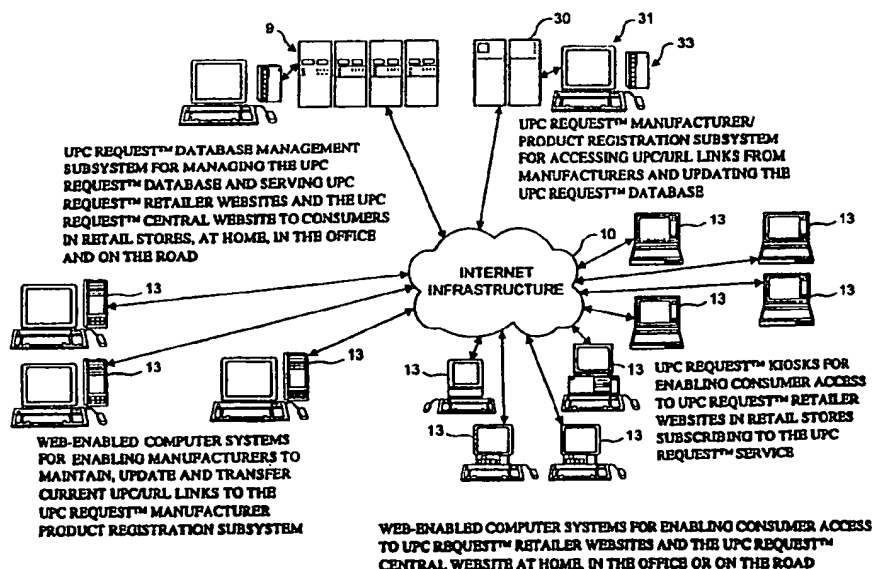 9
30
31
33
UPC REQUEST™ DATABASE MANAGEMENT
SUBSYSTEM FOR MANAGING THE UPC
REQUEST™ DATABASE AND SERVING UPC
REQUEST™ RETAILER WEBSITES AND THE UPC
REQUEST™ CENTRAL WEBSITE TO CONSUMERS
IN RETAIL STORES, AT HOME, IN THE OFFICE
AND ON THE ROAD
UPC REQUEST™ MANUFACTURER/
PRODUCT REGISTRATION SUBSYSTEM
FOR ACCESSING UPC/URL LINKS FROM
MANUFACTURERS AND UPDATING THE
UPC REQUEST™ DATABASE
10
INTERNET
INFRASTRUCTURE
13
13
13
13
13
13
13
13
13
13
13
WEB-ENABLED COMPUTER SYSTEMS
FOR ENABLING MANUFACTURERS TO
MAINTAIN, UPDATE AND TRANSFER
CURRENT UPC/URL LINKS TO THE
UPC REQUEST™ MANUFACTURER
PRODUCT REGISTRATION SUBSYSTEM
UPC REQUEST™ KIOSKS FOR
ENABLING CONSUMER ACCESS
TO UPC REQUEST™ RETAILER
WEBSITES IN RETAIL STORES
SUBSCRIBING TO THE UPC
REQUEST™ SERVICE
WEB-ENABLED COMPUTER SYSTEMS FOR ENABLING CONSUMER ACCESS
TO UPC REQUEST™ RETAILER WEBSITES AND THE UPC REQUEST™
CENTRAL WEBSITE AT HOME, IN THE OFFICE OR ON THE ROAD